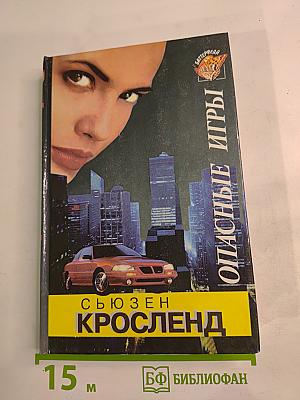 ОПАСНЫЕ ИГРЫ
СЬЮЗЕН
КРОСЛЕНД
15 м
БФ БИБЛИОФАН